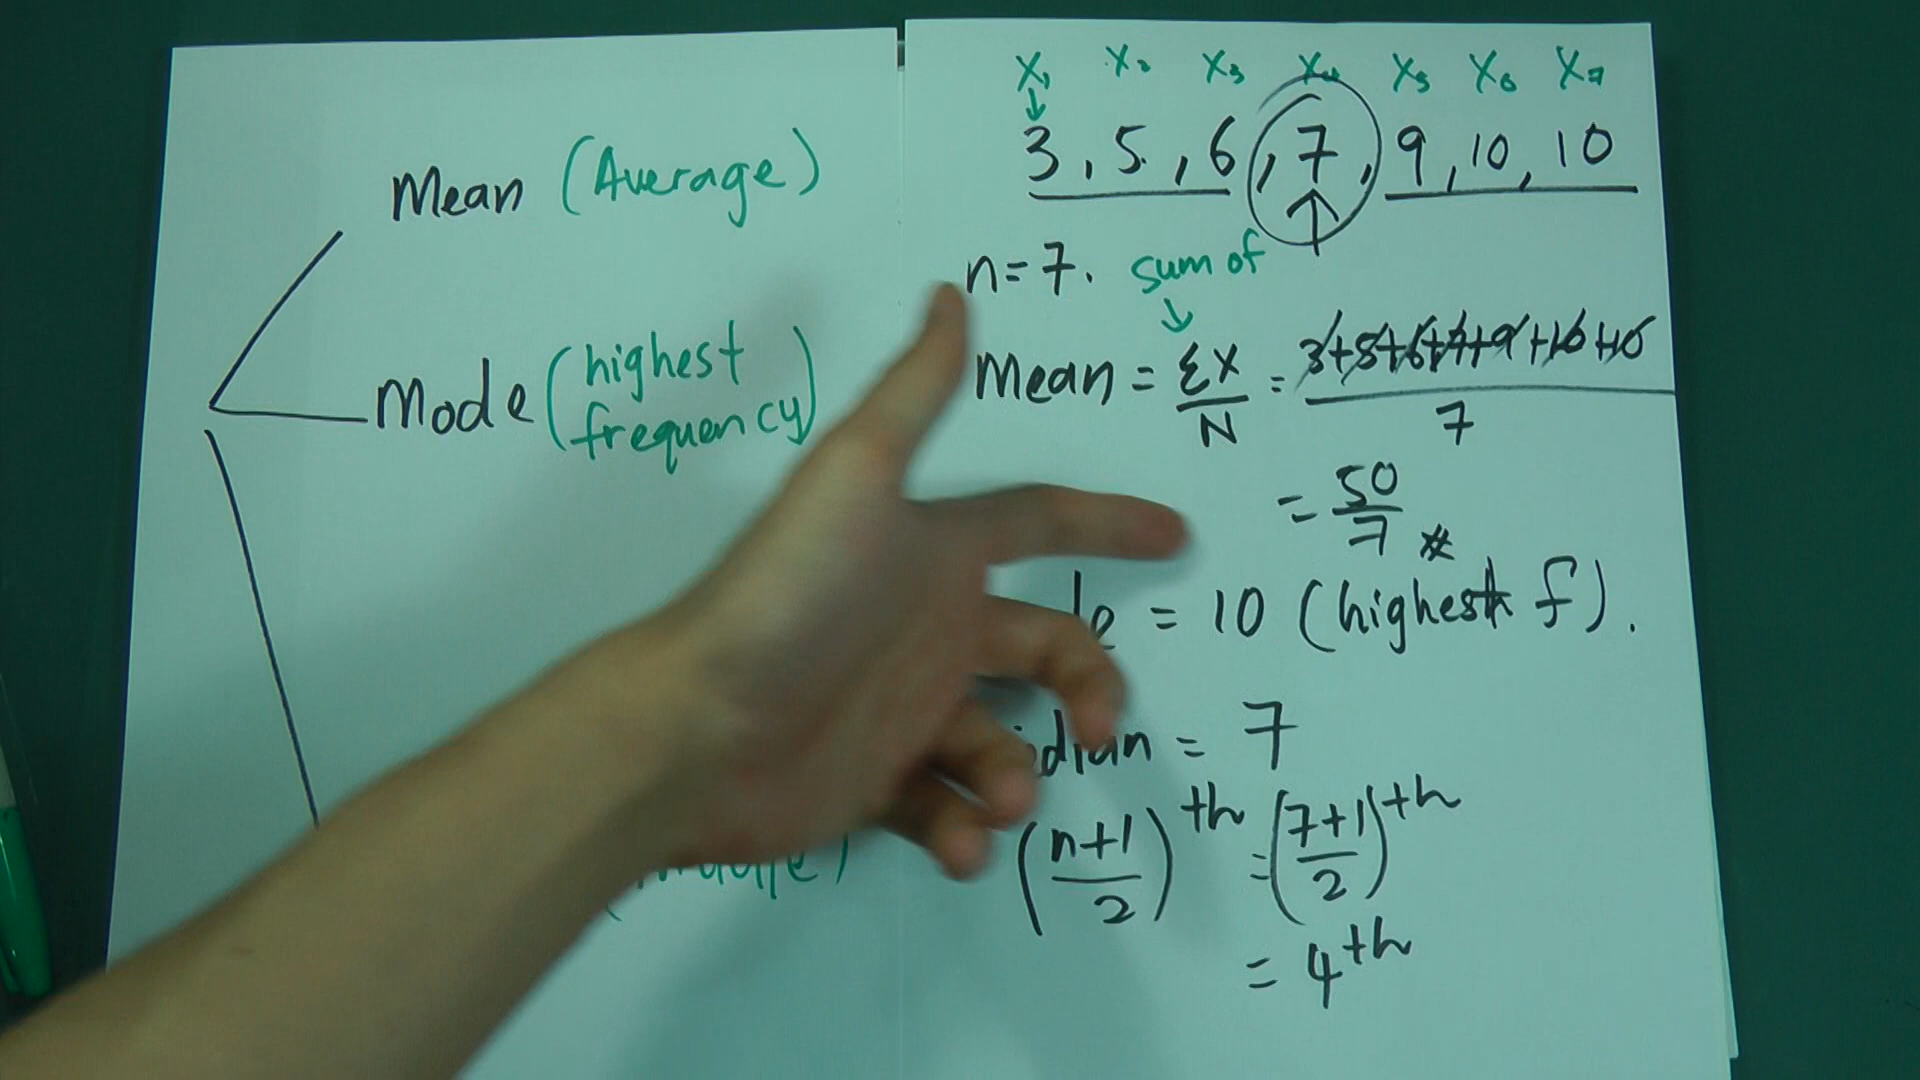 Mean (Average)
Mode (highest frequency)
X₁ X₂ X₃ X₄ X₅ X₆ X₇
3, 5, 6, 7, 9, 10, 10
n=7.
sum of
Mean = ΣX/N = 3+5+6+7+9+10+10/7
= 50/7 #
= 10 (highest f).
= 7
(n+1/2)th = (7+1/2)th
= 4th